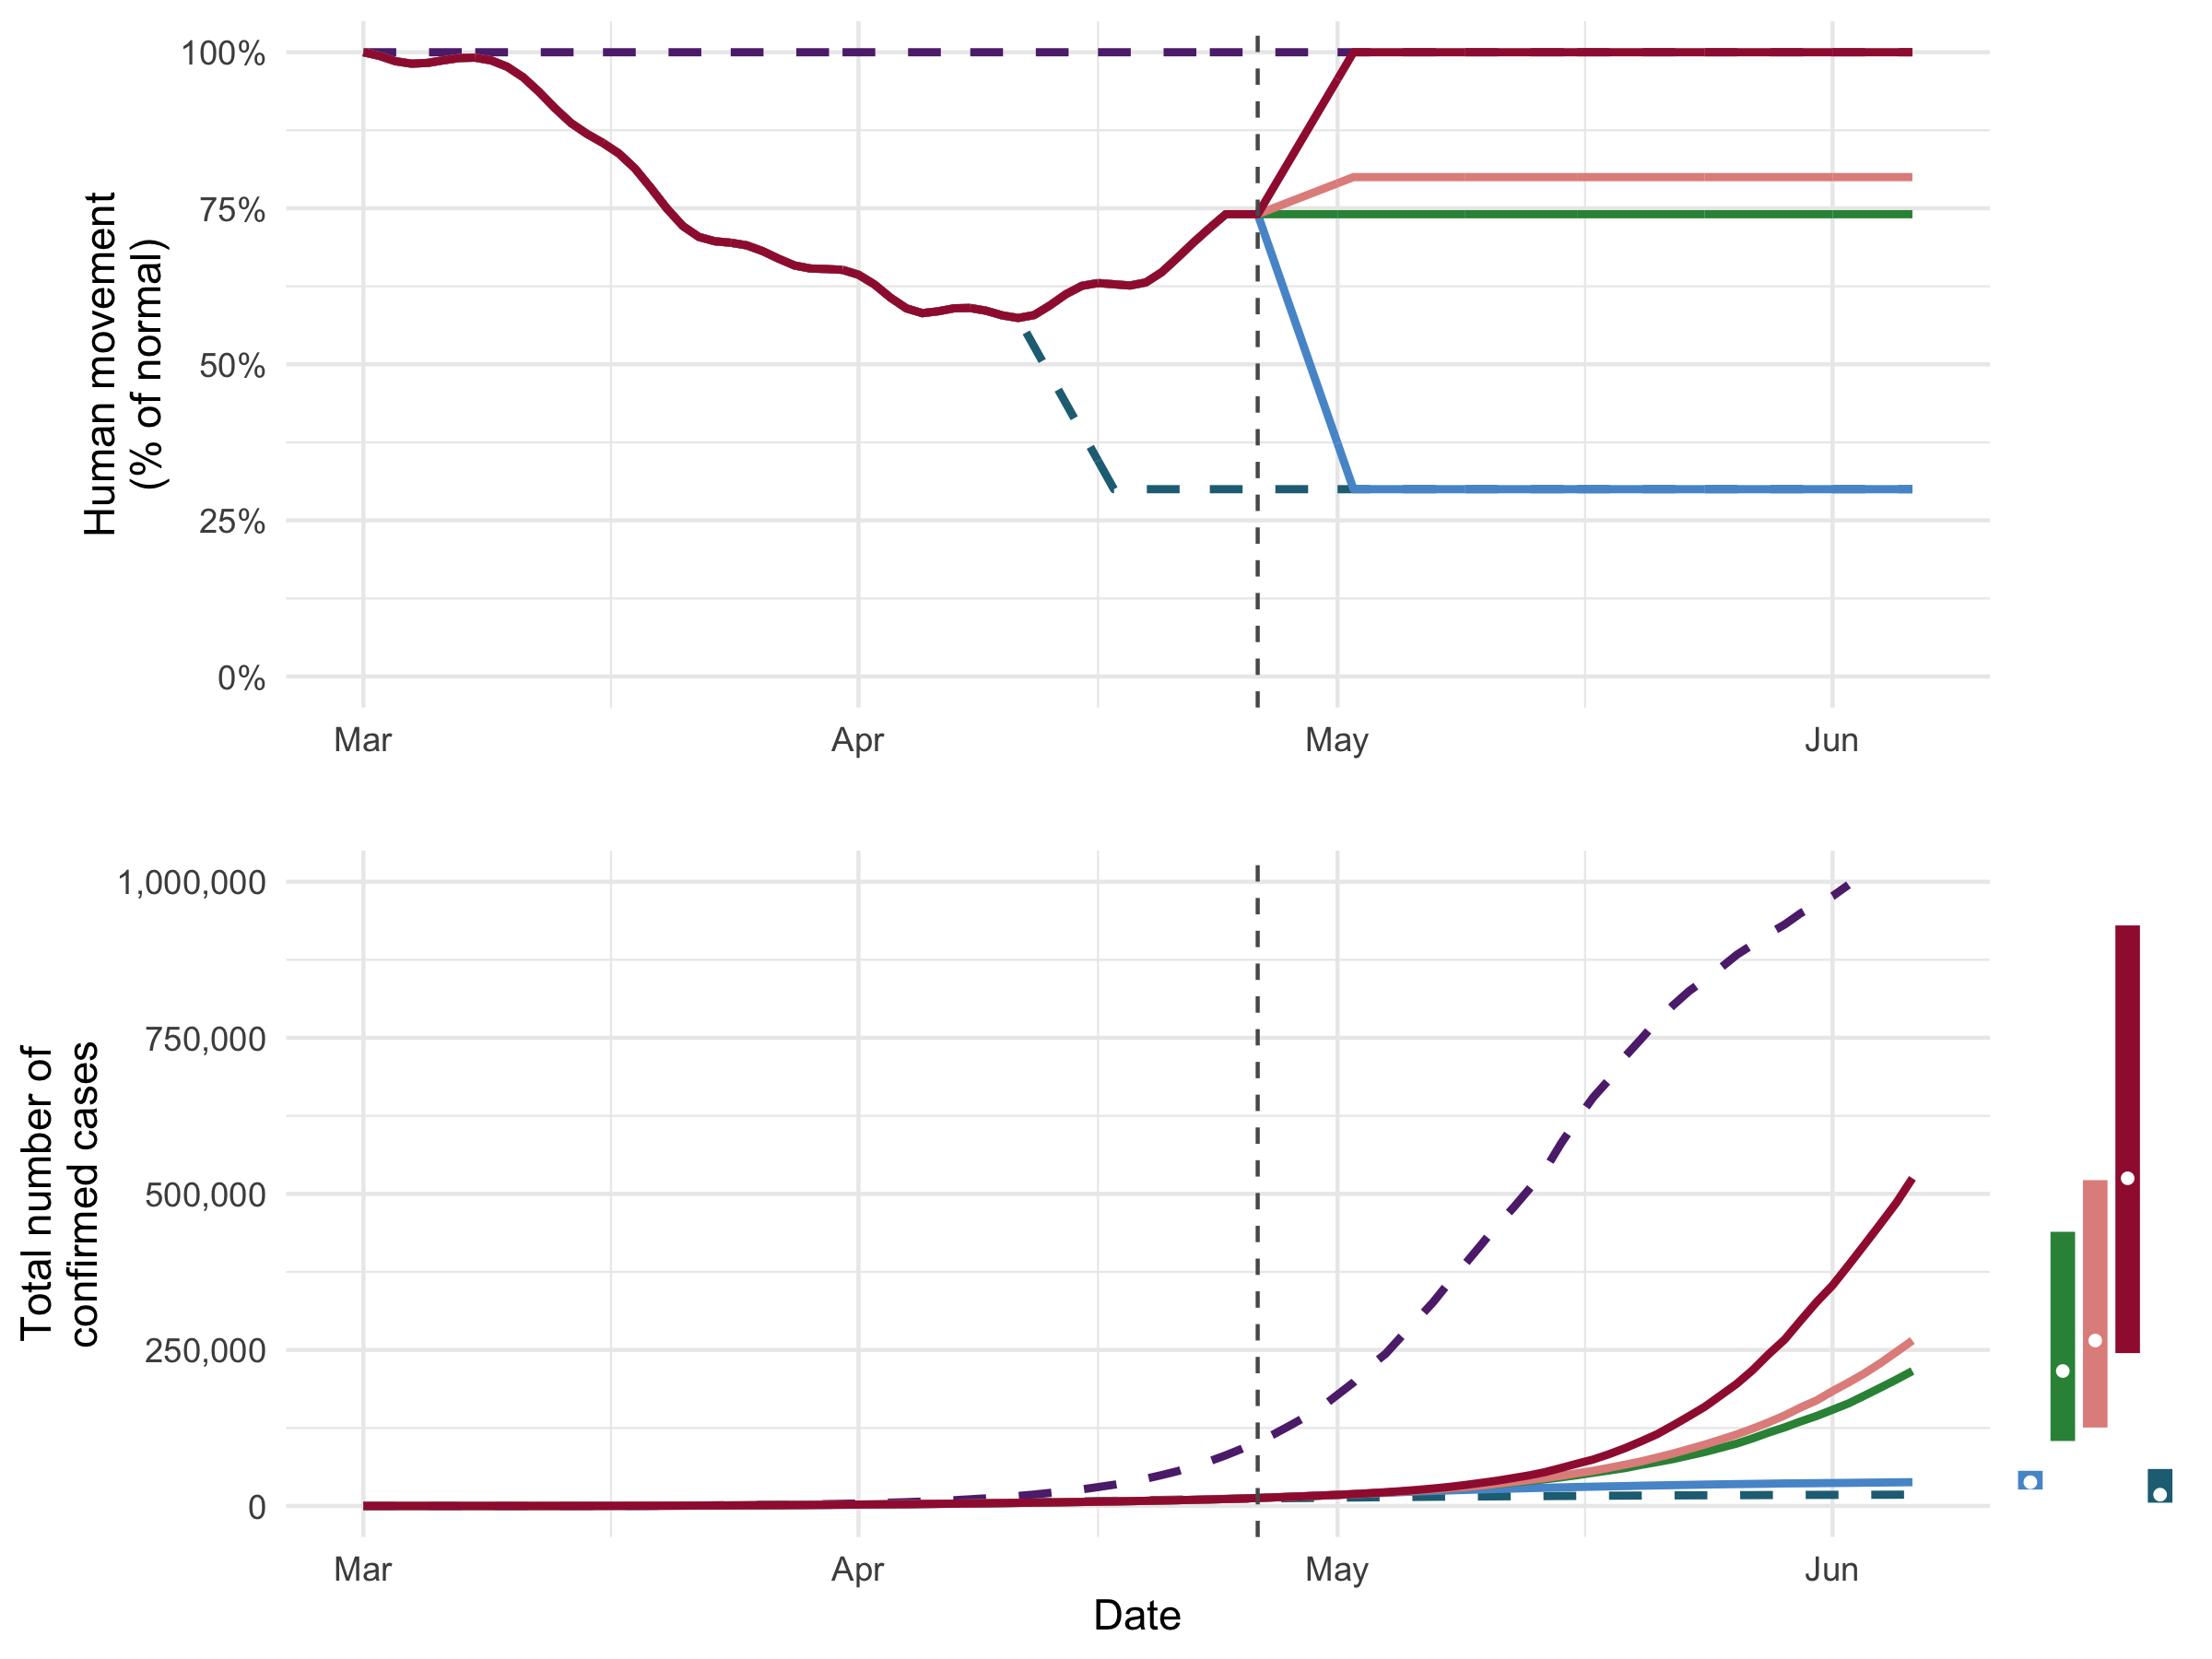 Human movement
(% of normal)
100%
75%
50%
25%
0%
Mar Apr May Jun
Total number of
confirmed cases
1,000,000
750,000
500,000
250,000
0
Mar Apr May Jun
Date